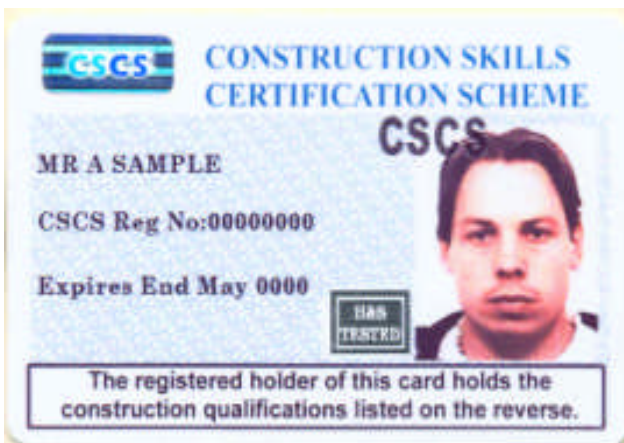 CSCS
CONSTRUCTION SKILLS
CERTIFICATION SCHEME
CSCS
MR A SAMPLE
CSCS Reg No:00000000
Expires End May 0000
H&S
TESTED
The registered holder of this card holds the
construction qualifications listed on the reverse.